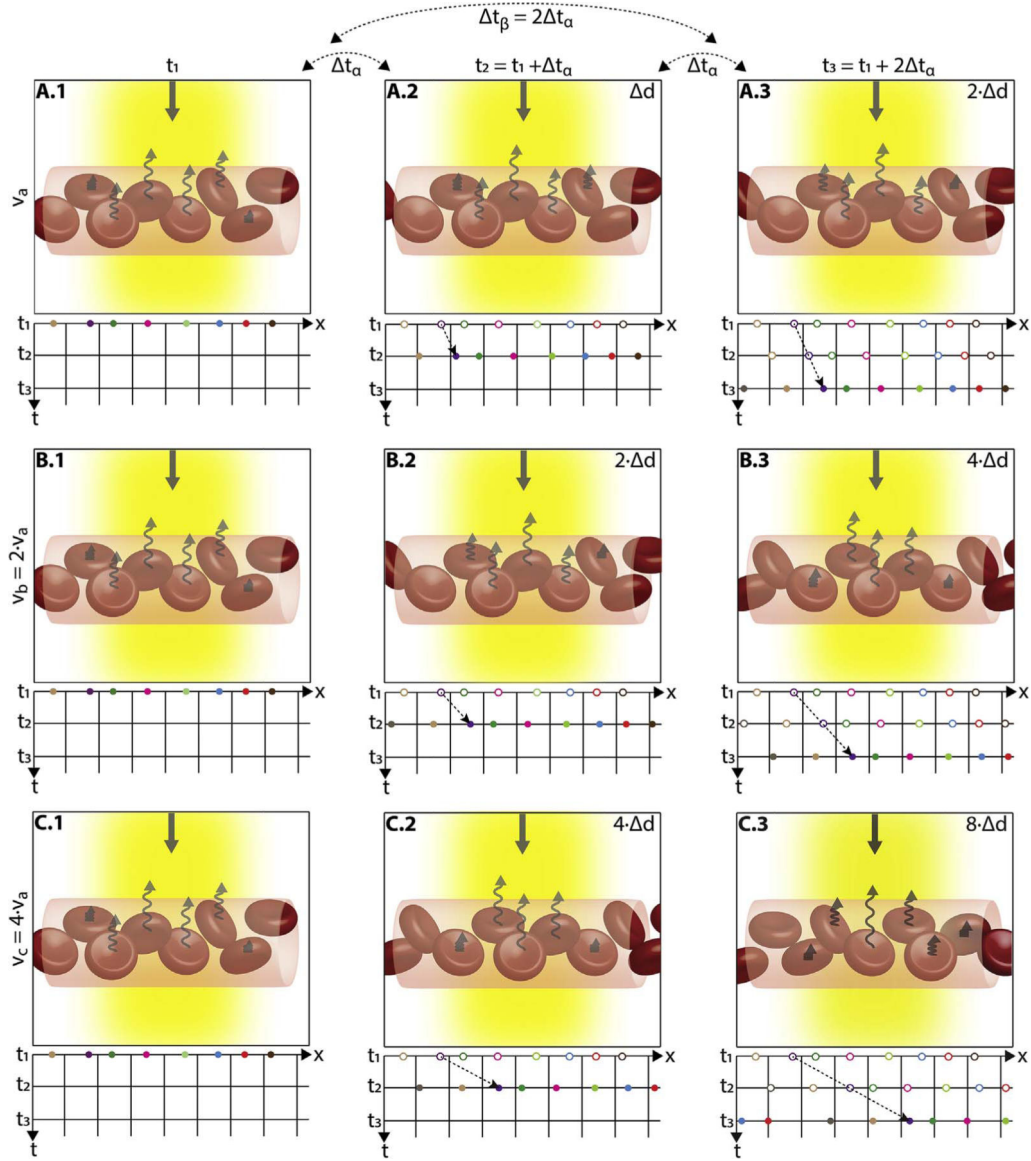 Δtβ = 2Δtα
t₁ Δtα t₂ = t₁ + Δtα Δtα t₃ = t₁ + 2Δtα
A.1 A.2 Δd A.3 2·Δd
vₐ
t₁ x t₁ x t₁ x
t₂ t₂ t₂
t₃ t₃ t₃
t t t
B.1 B.2 2·Δd B.3 4·Δd
v_b = 2·vₐ
t₁ x t₁ x t₁ x
t₂ t₂ t₂
t₃ t₃ t₃
t t t
C.1 C.2 4·Δd C.3 8·Δd
v_c = 4·vₐ
t₁ x t₁ x t₁ x
t₂ t₂ t₂
t₃ t₃ t₃
t t t